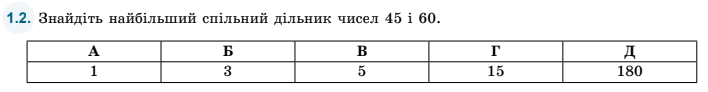 1.2. Знайдіть найбільший спільний дільник чисел 45 і 60.
А Б В Г Д
1 3 5 15 180